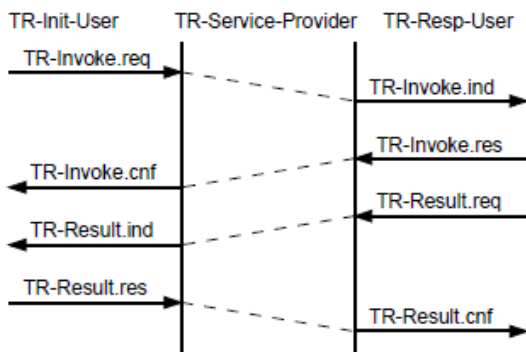 TR-Init-User TR-Service-Provider TR-Resp-User
TR-Invoke.req
TR-Invoke.ind
TR-Invoke.res
TR-Invoke.cnf
TR-Result.req
TR-Result.ind
TR-Result.res
TR-Result.cnf